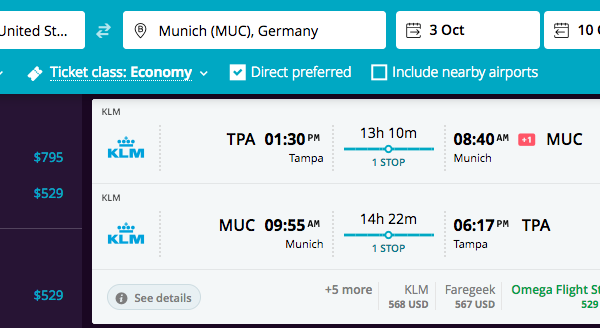 United St...
Munich (MUC), Germany
3 Oct
10
Ticket class: Economy
Direct preferred
Include nearby airports
$795
$529
$529
KLM
KLM
TPA 01:30 PM
Tampa
13h 10m
1 STOP
08:40 AM +1 MUC
Munich
KLM
KLM
MUC 09:55 AM
Munich
14h 22m
1 STOP
06:17 PM TPA
Tampa
See details
+5 more
KLM
568 USD
Faregeek
567 USD
Omega Flight St
529